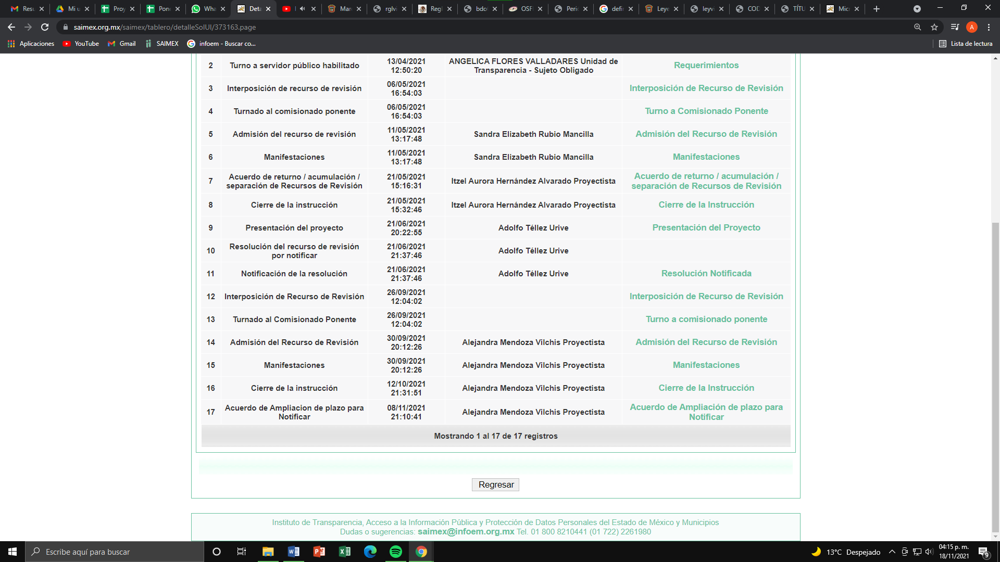 Resu
Mi u
Proy
Pon
Wha
Deta
Mar
rglvi
Regl
bdo
OSF
Peri
defin
Leye
leyvi
COD
TÍTU
Mic
saimex.org.mx/saimex/tablero/detalleSolUI/373163.page
A
Aplicaciones
YouTube
Gmail
SAIMEX
infoem - Buscar co...
Lista de lectura
2 Turno a servidor público habilitado 13/04/2021 12:50:20 ANGELICA FLORES VALLADARES Unidad de Transparencia - Sujeto Obligado Requerimientos
3 Interposición de recurso de revisión 06/05/2021 16:54:03 Interposición de Recurso de Revisión
4 Turnado al comisionado ponente 06/05/2021 16:54:03 Turno a Comisionado Ponente
5 Admisión del recurso de revisión 11/05/2021 13:17:48 Sandra Elizabeth Rubio Mancilla Admisión del Recurso de Revisión
6 Manifestaciones 11/05/2021 13:17:48 Sandra Elizabeth Rubio Mancilla Manifestaciones
7 Acuerdo de returno / acumulación / separación de Recursos de Revisión 21/05/2021 15:16:31 Itzel Aurora Hernández Alvarado Proyectista Acuerdo de returno / acumulación / separación de Recursos de Revisión
8 Cierre de la instrucción 21/05/2021 15:32:46 Itzel Aurora Hernández Alvarado Proyectista Cierre de la Instrucción
9 Presentación del proyecto 21/06/2021 20:22:55 Adolfo Téllez Urive Presentación del Proyecto
10 Resolución del recurso de revisión por notificar 21/06/2021 21:37:46 Adolfo Téllez Urive
11 Notificación de la resolución 21/06/2021 21:37:46 Adolfo Téllez Urive Resolución Notificada
12 Interposición de Recurso de Revisión 26/09/2021 12:04:02 Interposición de Recurso de Revisión
13 Turnado al Comisionado Ponente 26/09/2021 12:04:02 Turno a comisionado ponente
14 Admisión del Recurso de Revisión 30/09/2021 20:12:26 Alejandra Mendoza Vilchis Proyectista Admisión del Recurso de Revisión
15 Manifestaciones 30/09/2021 20:12:26 Alejandra Mendoza Vilchis Proyectista Manifestaciones
16 Cierre de la instrucción 12/10/2021 21:31:51 Alejandra Mendoza Vilchis Proyectista Cierre de la Instrucción
17 Acuerdo de Ampliacion de plazo para Notificar 08/11/2021 21:10:41 Alejandra Mendoza Vilchis Proyectista Acuerdo de Ampliación de plazo para Notificar
Mostrando 1 al 17 de 17 registros
Regresar
Instituto de Transparencia, Acceso a la Información Pública y Protección de Datos Personales del Estado de México y Municipios
Dudas o sugerencias: saimex@infoem.org.mx Tel. 01 800 8210441 (01 722) 2261980
Escribe aquí para buscar
13°C Despejado
04:15 p. m.
18/11/2021
9